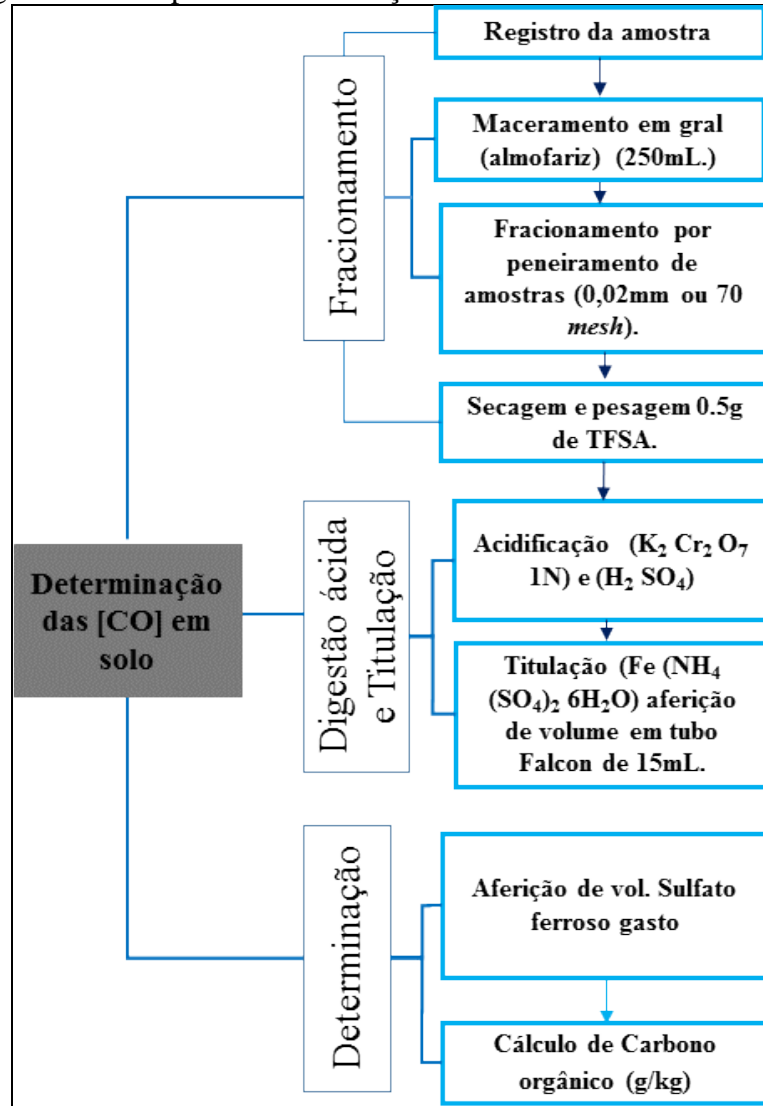 Registro da amostra
Fracionamento
Maceramento em gral
(almofariz) (250mL.)
Fracionamento por
peneiramento de
amostras (0,02mm ou 70
mesh).
Secagem e pesagem 0.5g
de TFSA.
Determinação
das [CO] em
solo
Digestão ácida
e Titulação
Acidificação (K₂ Cr₂ O₇
1N) e (H₂ SO₄)
Titulação (Fe (NH₄
(SO₄)₂ 6H₂O) aferição
de volume em tubo
Falcon de 15mL.
Determinação
Aferição de vol. Sulfato
ferroso gasto
Cálculo de Carbono
orgânico (g/kg)